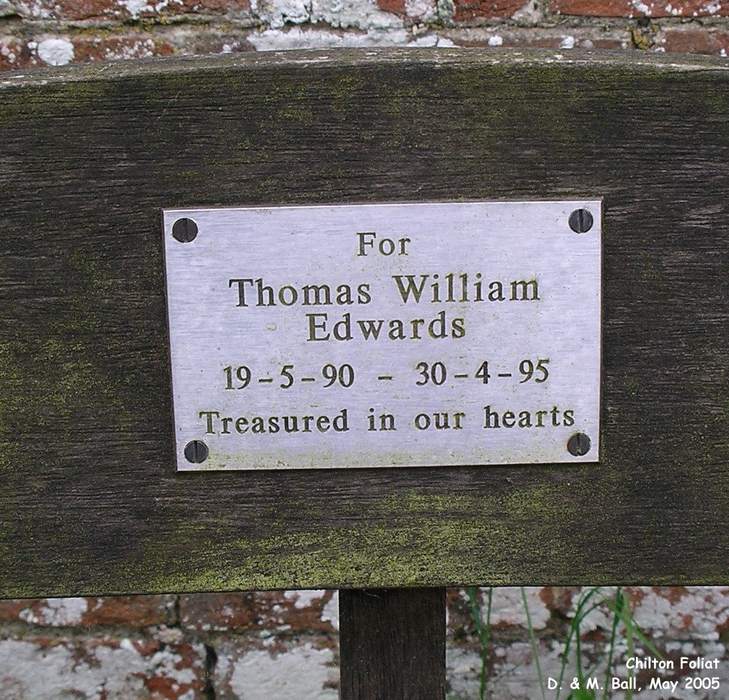 For
Thomas William
Edwards
19-5-90 - 30-4-95
Treasured in our hearts
Chilton Foliat
D. & M. Ball, May 2005